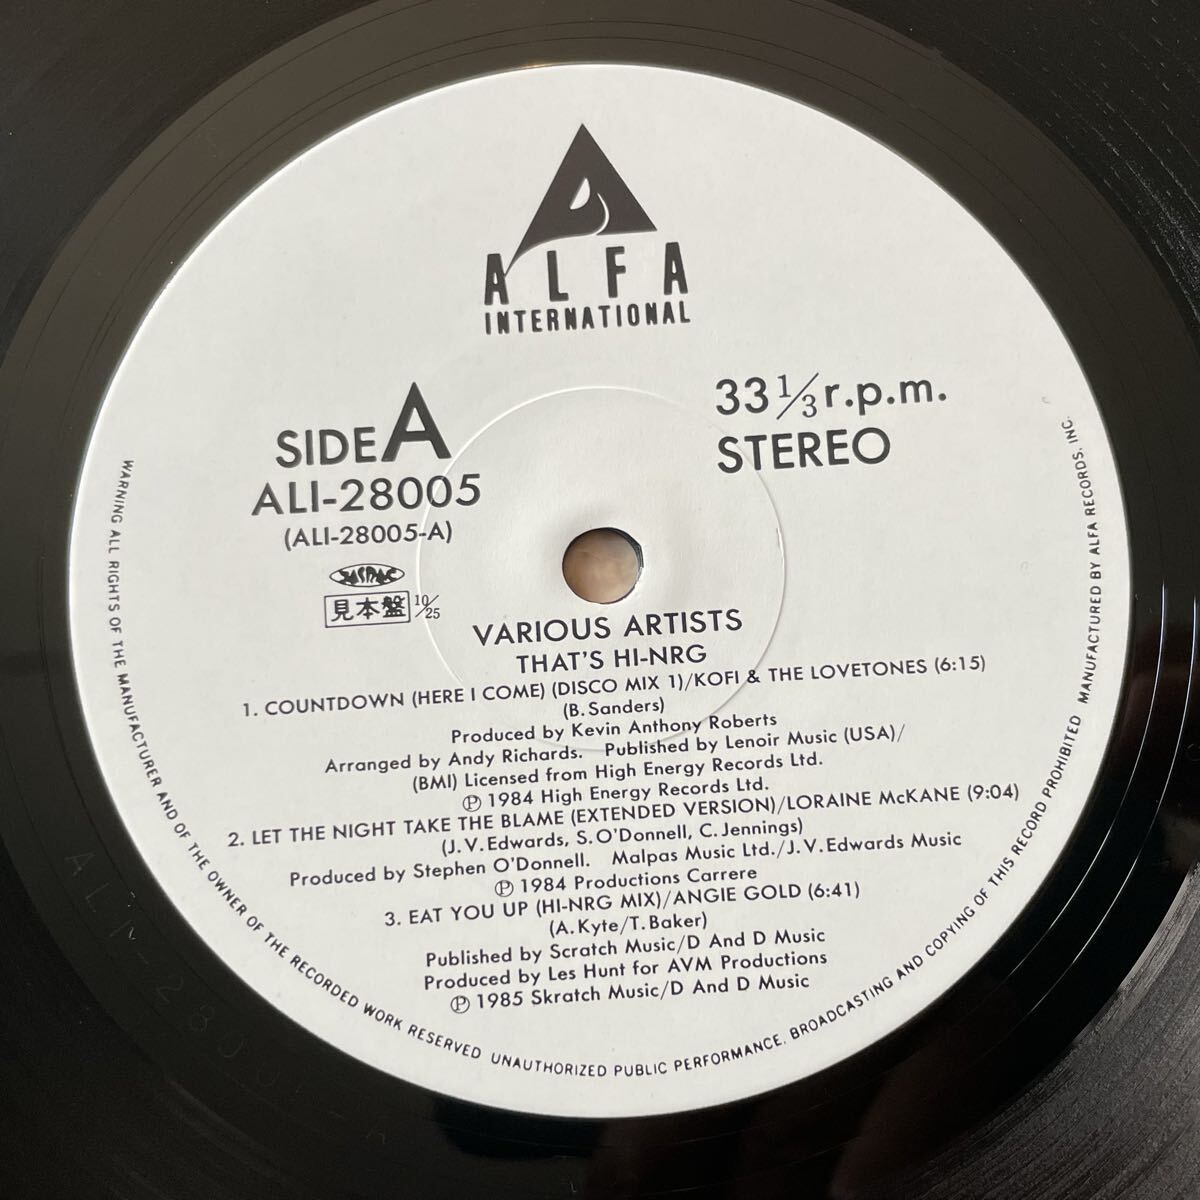 ALFA
INTERNATIONAL
SIDE A
ALI-28005
(ALI-28005-A)
JASRAC
見本盤 10/25
33 1/3 r.p.m.
STEREO
VARIOUS ARTISTS
THAT'S HI-NRG
1. COUNTDOWN (HERE I COME) (DISCO MIX 1)/KOFI & THE LOVETONES (6:15)
(B. Sanders)
Produced by Kevin Anthony Roberts
Arranged by Andy Richards. Published by Lenoir Music (USA)/
(BMI) Licensed from High Energy Records Ltd.
Ⓟ 1984 High Energy Records Ltd.
2. LET THE NIGHT TAKE THE BLAME (EXTENDED VERSION)/LORAINE McKANE (9:04)
(J.V. Edwards, S. O'Donnell, C. Jennings)
Produced by Stephen O'Donnell. Malpas Music Ltd./J.V. Edwards Music
Ⓟ 1984 Productions Carrere
3. EAT YOU UP (HI-NRG MIX)/ANGIE GOLD (6:41)
(A. Kyte/T. Baker)
Published by Scratch Music/D And D Music
Produced by Les Hunt for AVM Productions
Ⓟ 1985 Skratch Music/D And D Music
WARNING ALL RIGHTS OF THE MANUFACTURER AND OF THE OWNER OF THE RECORDED WORK RESERVED UNAUTHORIZED PUBLIC PERFORMANCE, BROADCASTING AND COPYING OF THIS RECORD PROHIBITED MANUFACTURED BY ALFA RECORDS, INC.